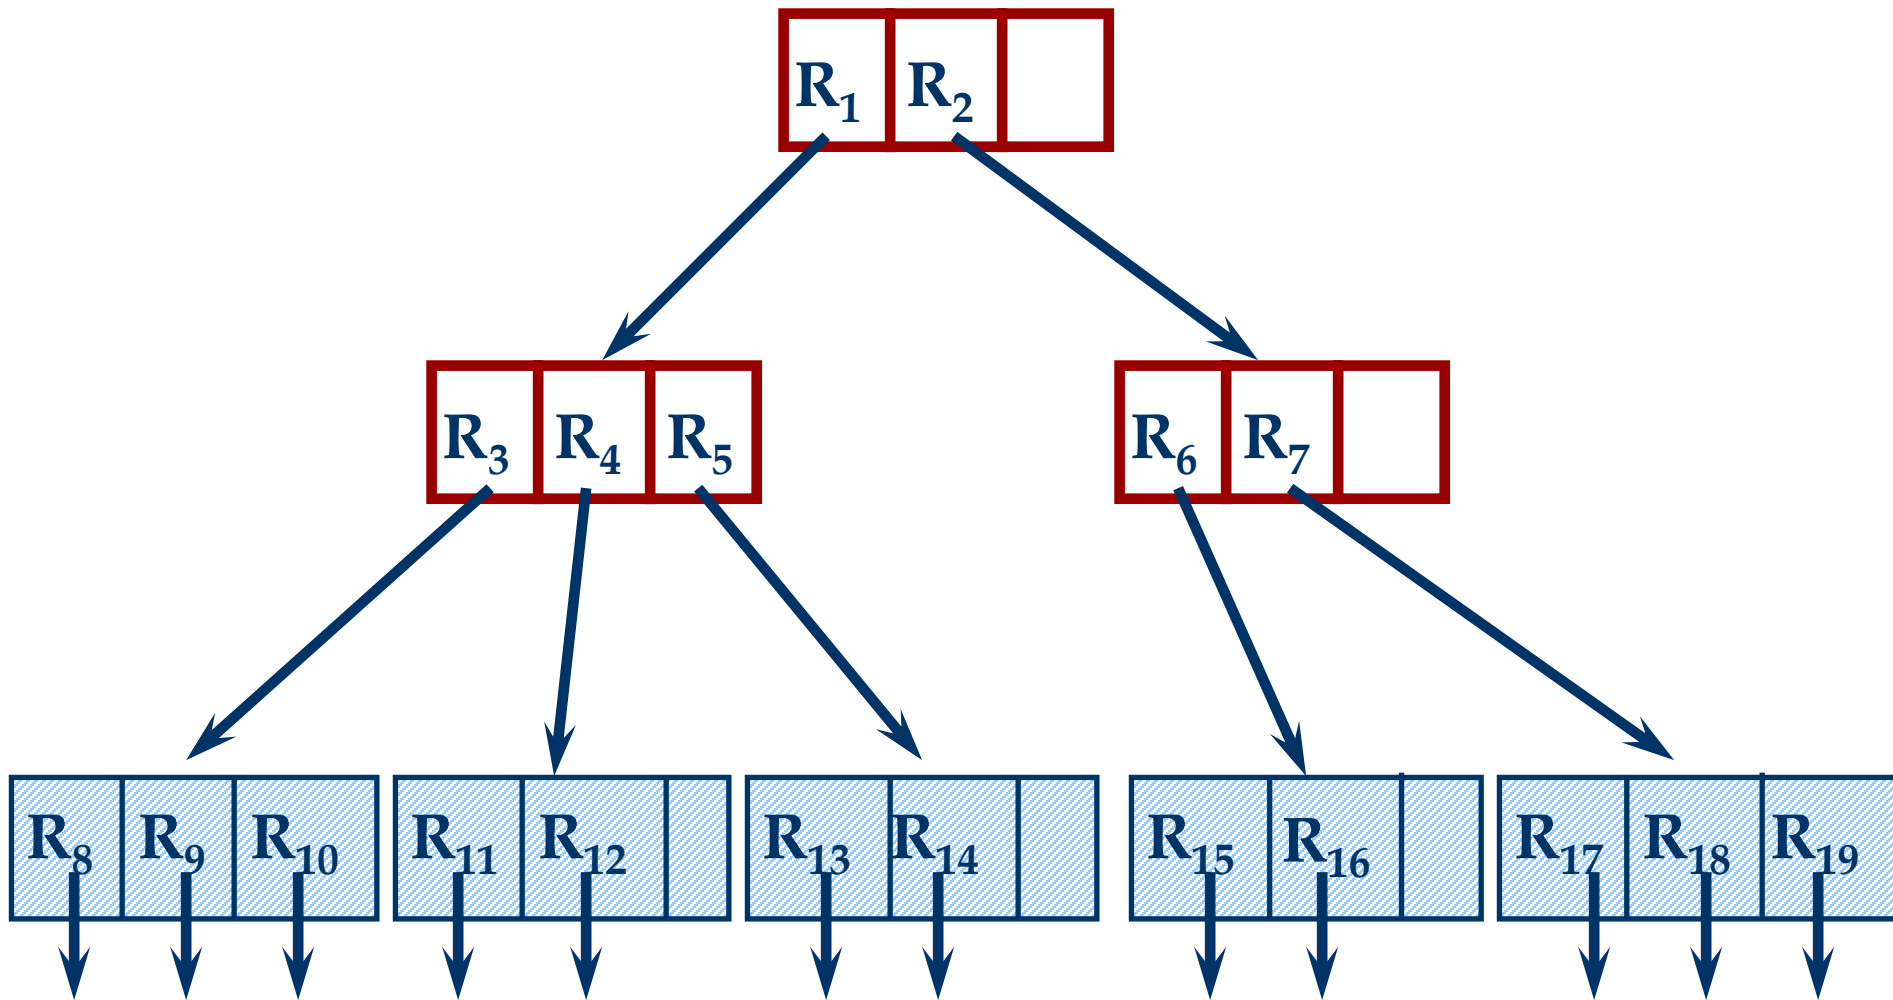 R₁ R₂
R₃ R₄ R₅ R₆ R₇
R₈ R₉ R₁₀ R₁₁ R₁₂ R₁₃ R₁₄ R₁₅ R₁₆ R₁₇ R₁₈ R₁₉